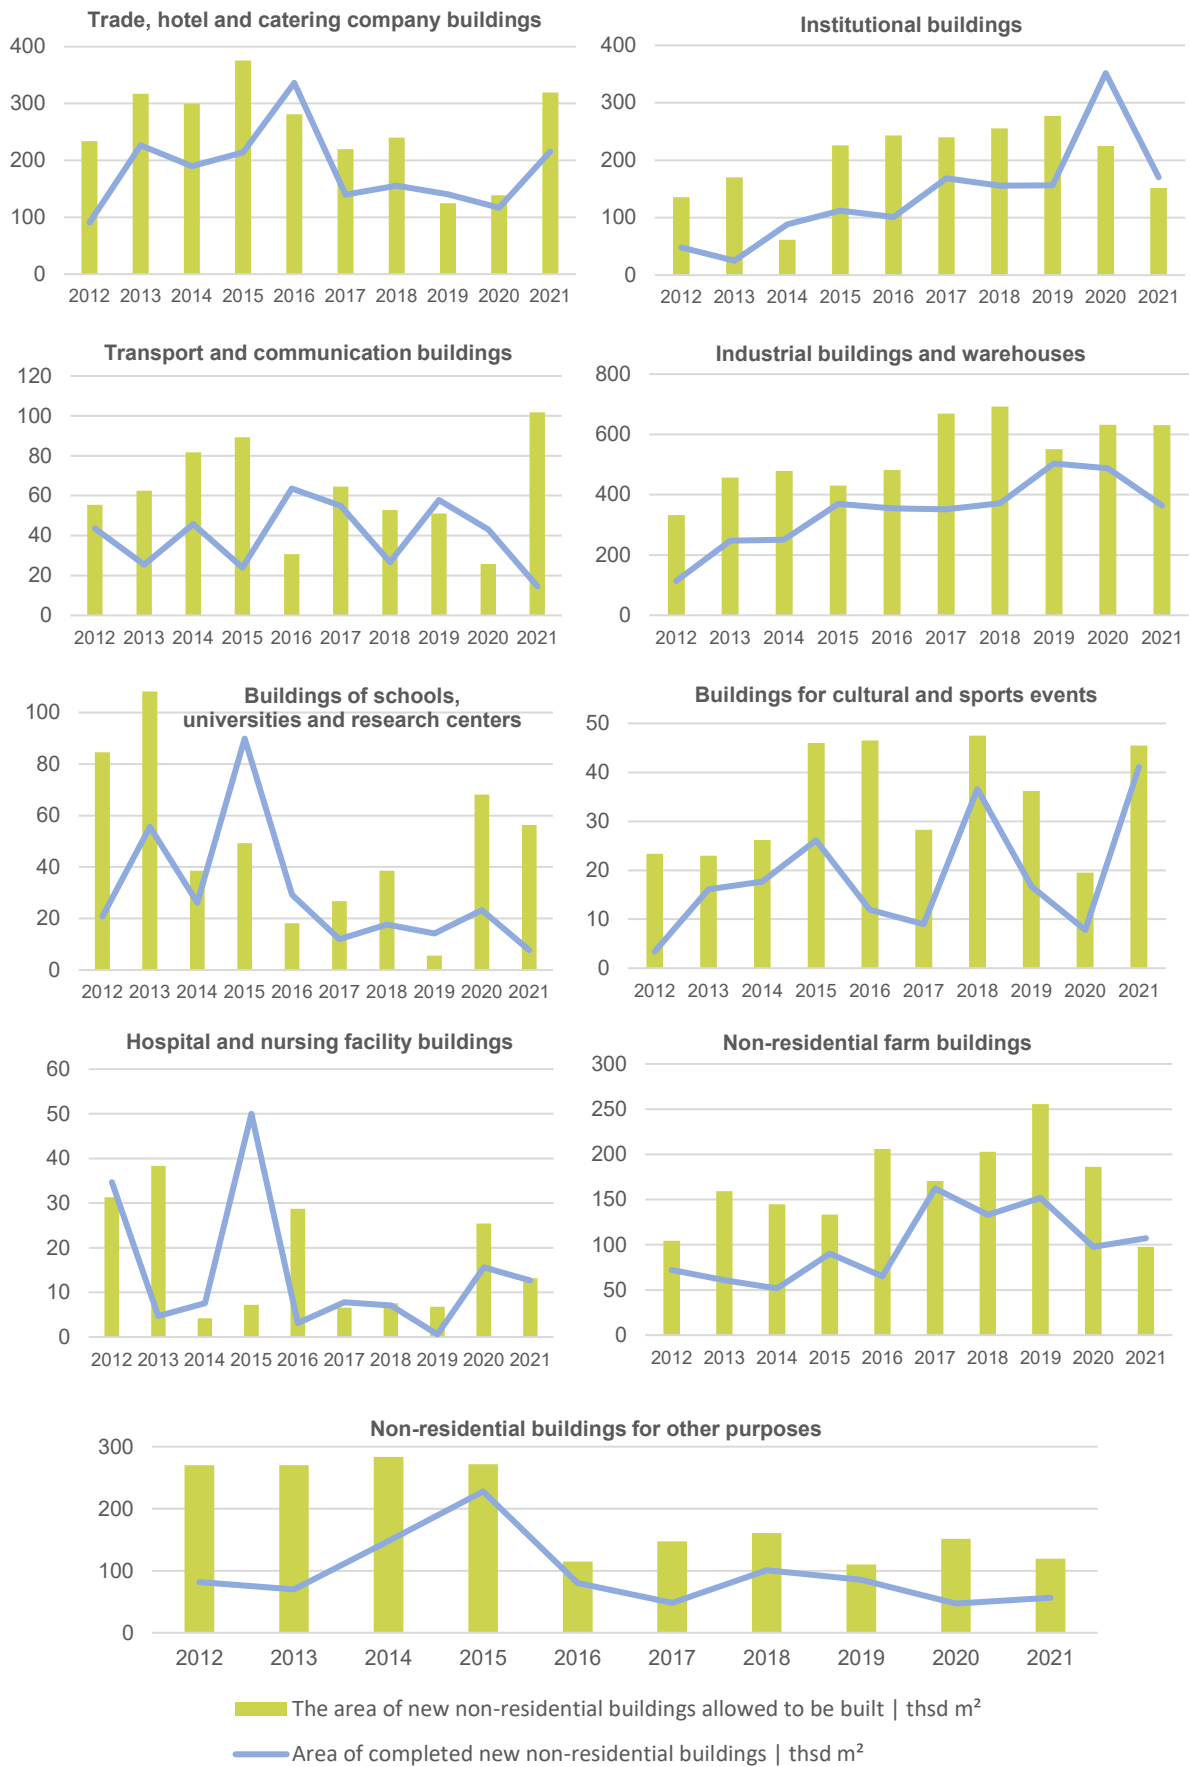 Trade, hotel and catering company buildings
400
300
200
100
0
2012 2013 2014 2015 2016 2017 2018 2019 2020 2021
Institutional buildings
400
300
200
100
0
2012 2013 2014 2015 2016 2017 2018 2019 2020 2021
Transport and communication buildings
120
100
80
60
40
20
0
2012 2013 2014 2015 2016 2017 2018 2019 2020 2021
Industrial buildings and warehouses
800
600
400
200
0
2012 2013 2014 2015 2016 2017 2018 2019 2020 2021
Buildings of schools,
universities and research centers
100
80
60
40
20
0
2012 2013 2014 2015 2016 2017 2018 2019 2020 2021
Buildings for cultural and sports events
50
40
30
20
10
0
2012 2013 2014 2015 2016 2017 2018 2019 2020 2021
Hospital and nursing facility buildings
60
50
40
30
20
10
0
2012 2013 2014 2015 2016 2017 2018 2019 2020 2021
Non-residential farm buildings
300
250
200
150
100
50
0
2012 2013 2014 2015 2016 2017 2018 2019 2020 2021
Non-residential buildings for other purposes
300
200
100
0
2012 2013 2014 2015 2016 2017 2018 2019 2020 2021
The area of new non-residential buildings allowed to be built | thsd m²
Area of completed new non-residential buildings | thsd m²